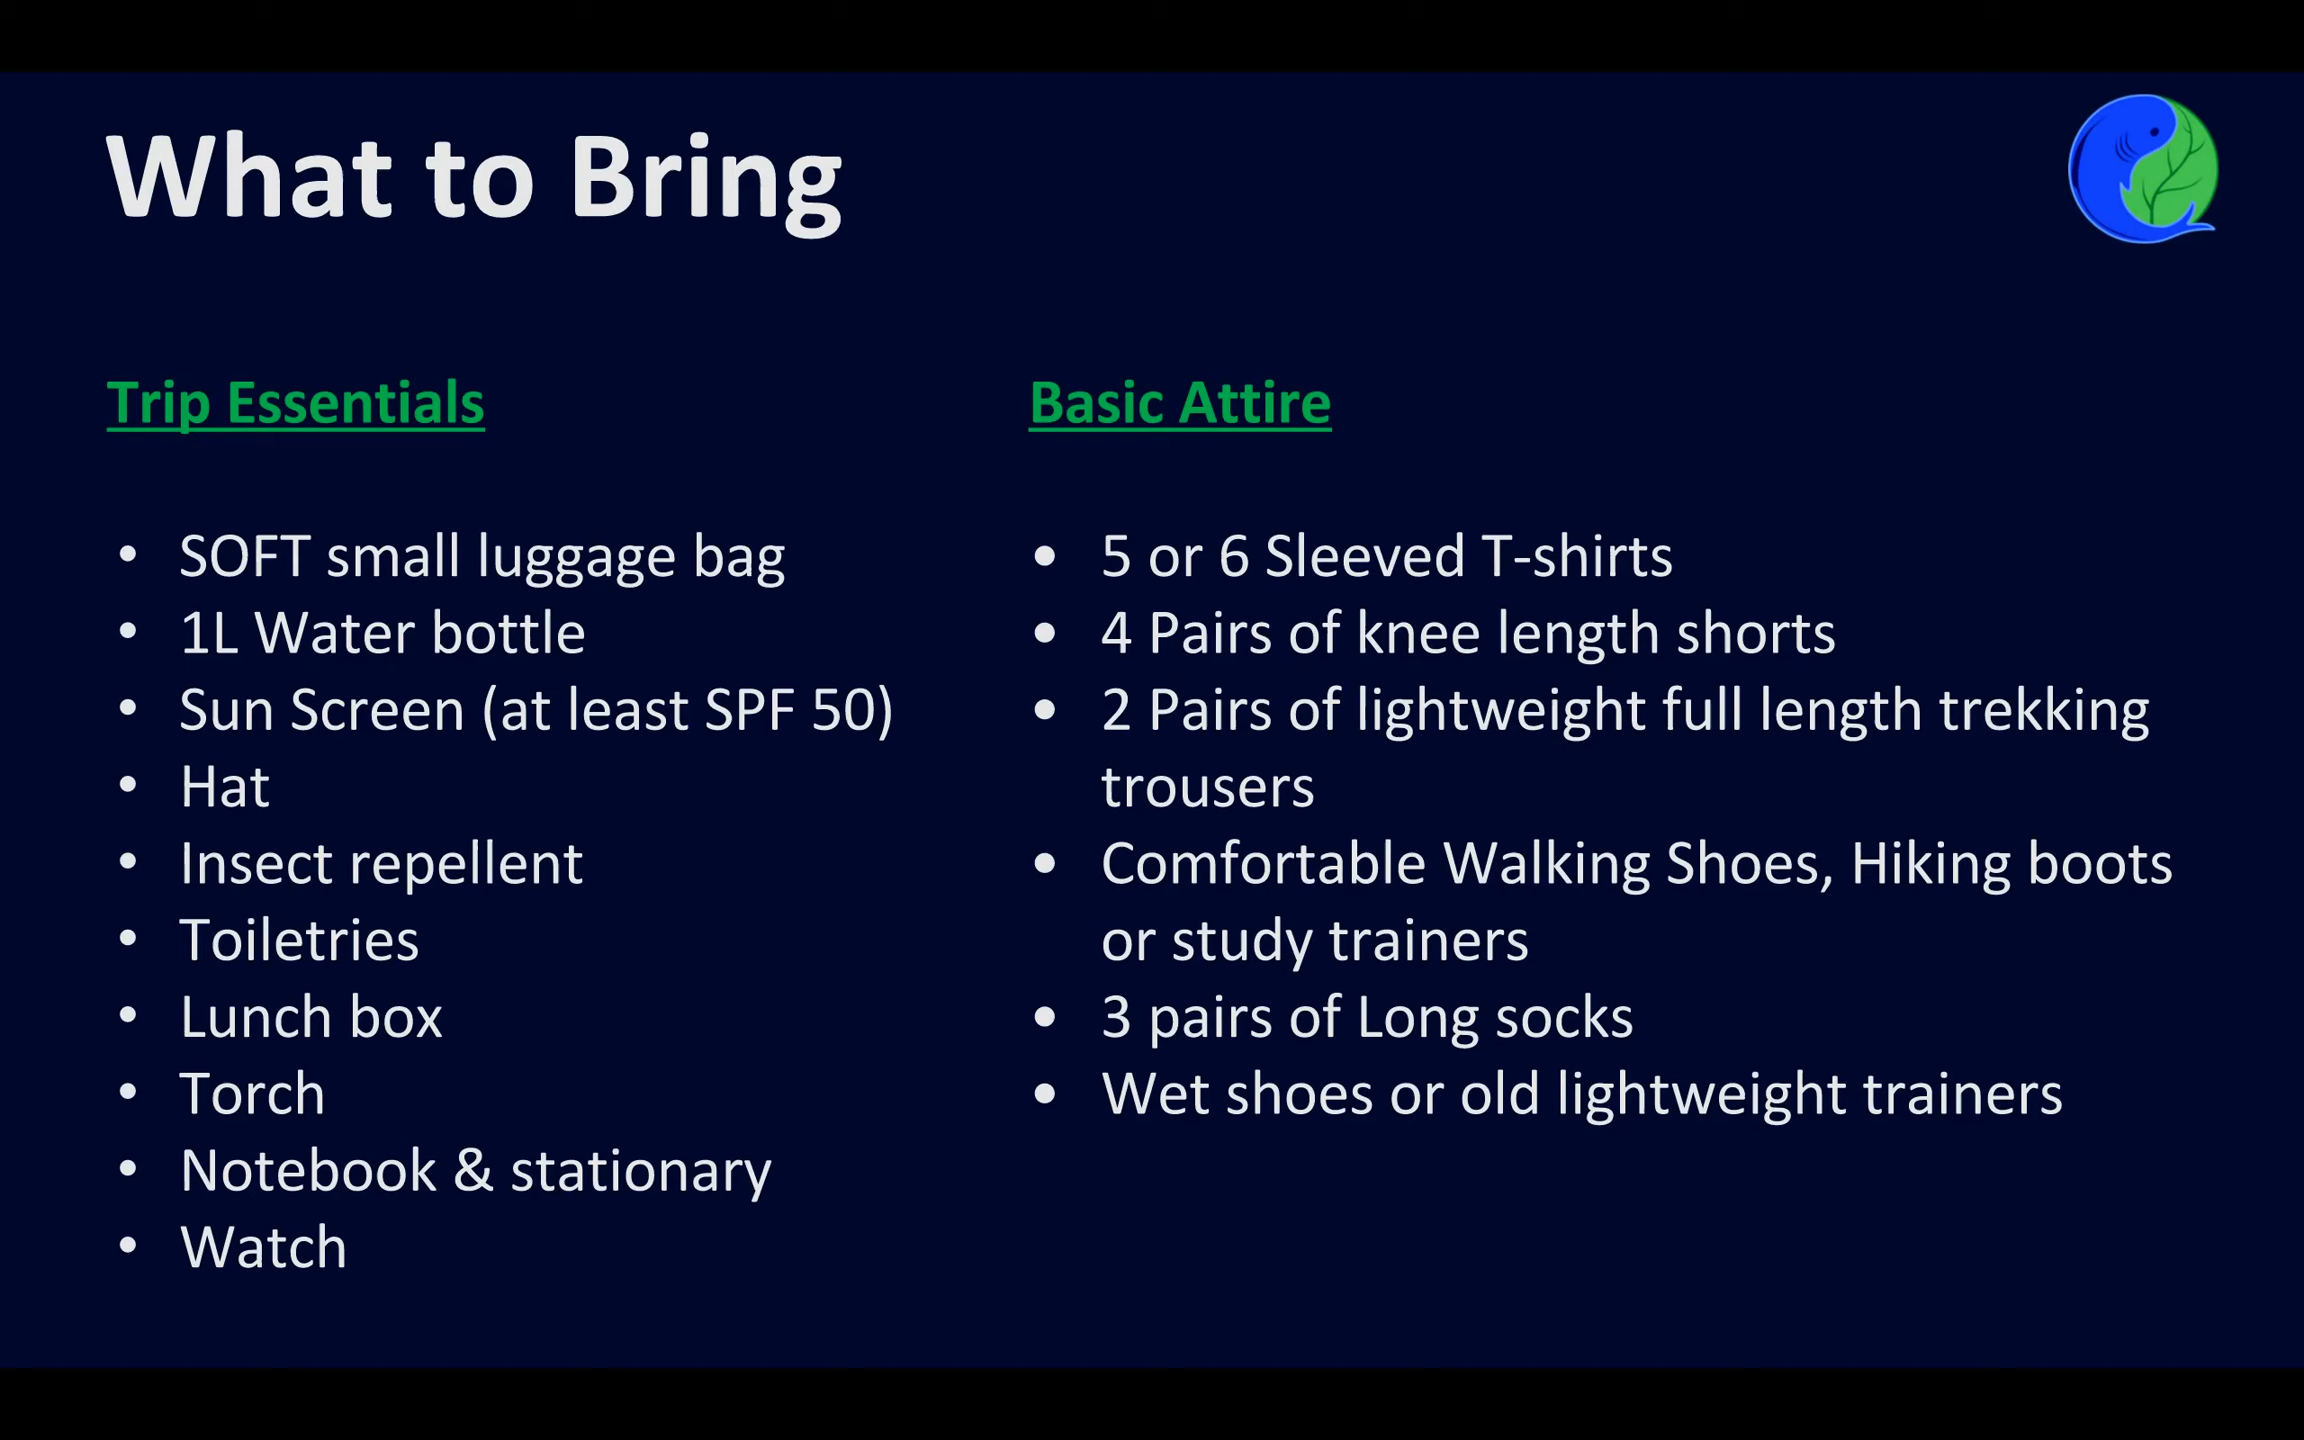 What to Bring
Trip Essentials
• SOFT small luggage bag
• 1L Water bottle
• Sun Screen (at least SPF 50)
• Hat
• Insect repellent
• Toiletries
• Lunch box
• Torch
• Notebook & stationary
• Watch
Basic Attire
• 5 or 6 Sleeved T-shirts
• 4 Pairs of knee length shorts
• 2 Pairs of lightweight full length trekking
trousers
• Comfortable Walking Shoes, Hiking boots
or study trainers
• 3 pairs of Long socks
• Wet shoes or old lightweight trainers